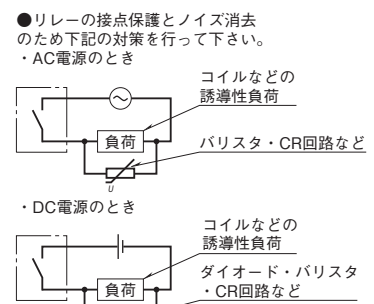 ●リレーの接点保護とノイズ消去
のため下記の対策を行って下さい。
・AC電源のとき
コイルなどの
誘導性負荷
負荷
バリスタ・CR回路など
U
・DC電源のとき
コイルなどの
誘導性負荷
ダイオード・バリスタ
・CR回路など
負荷